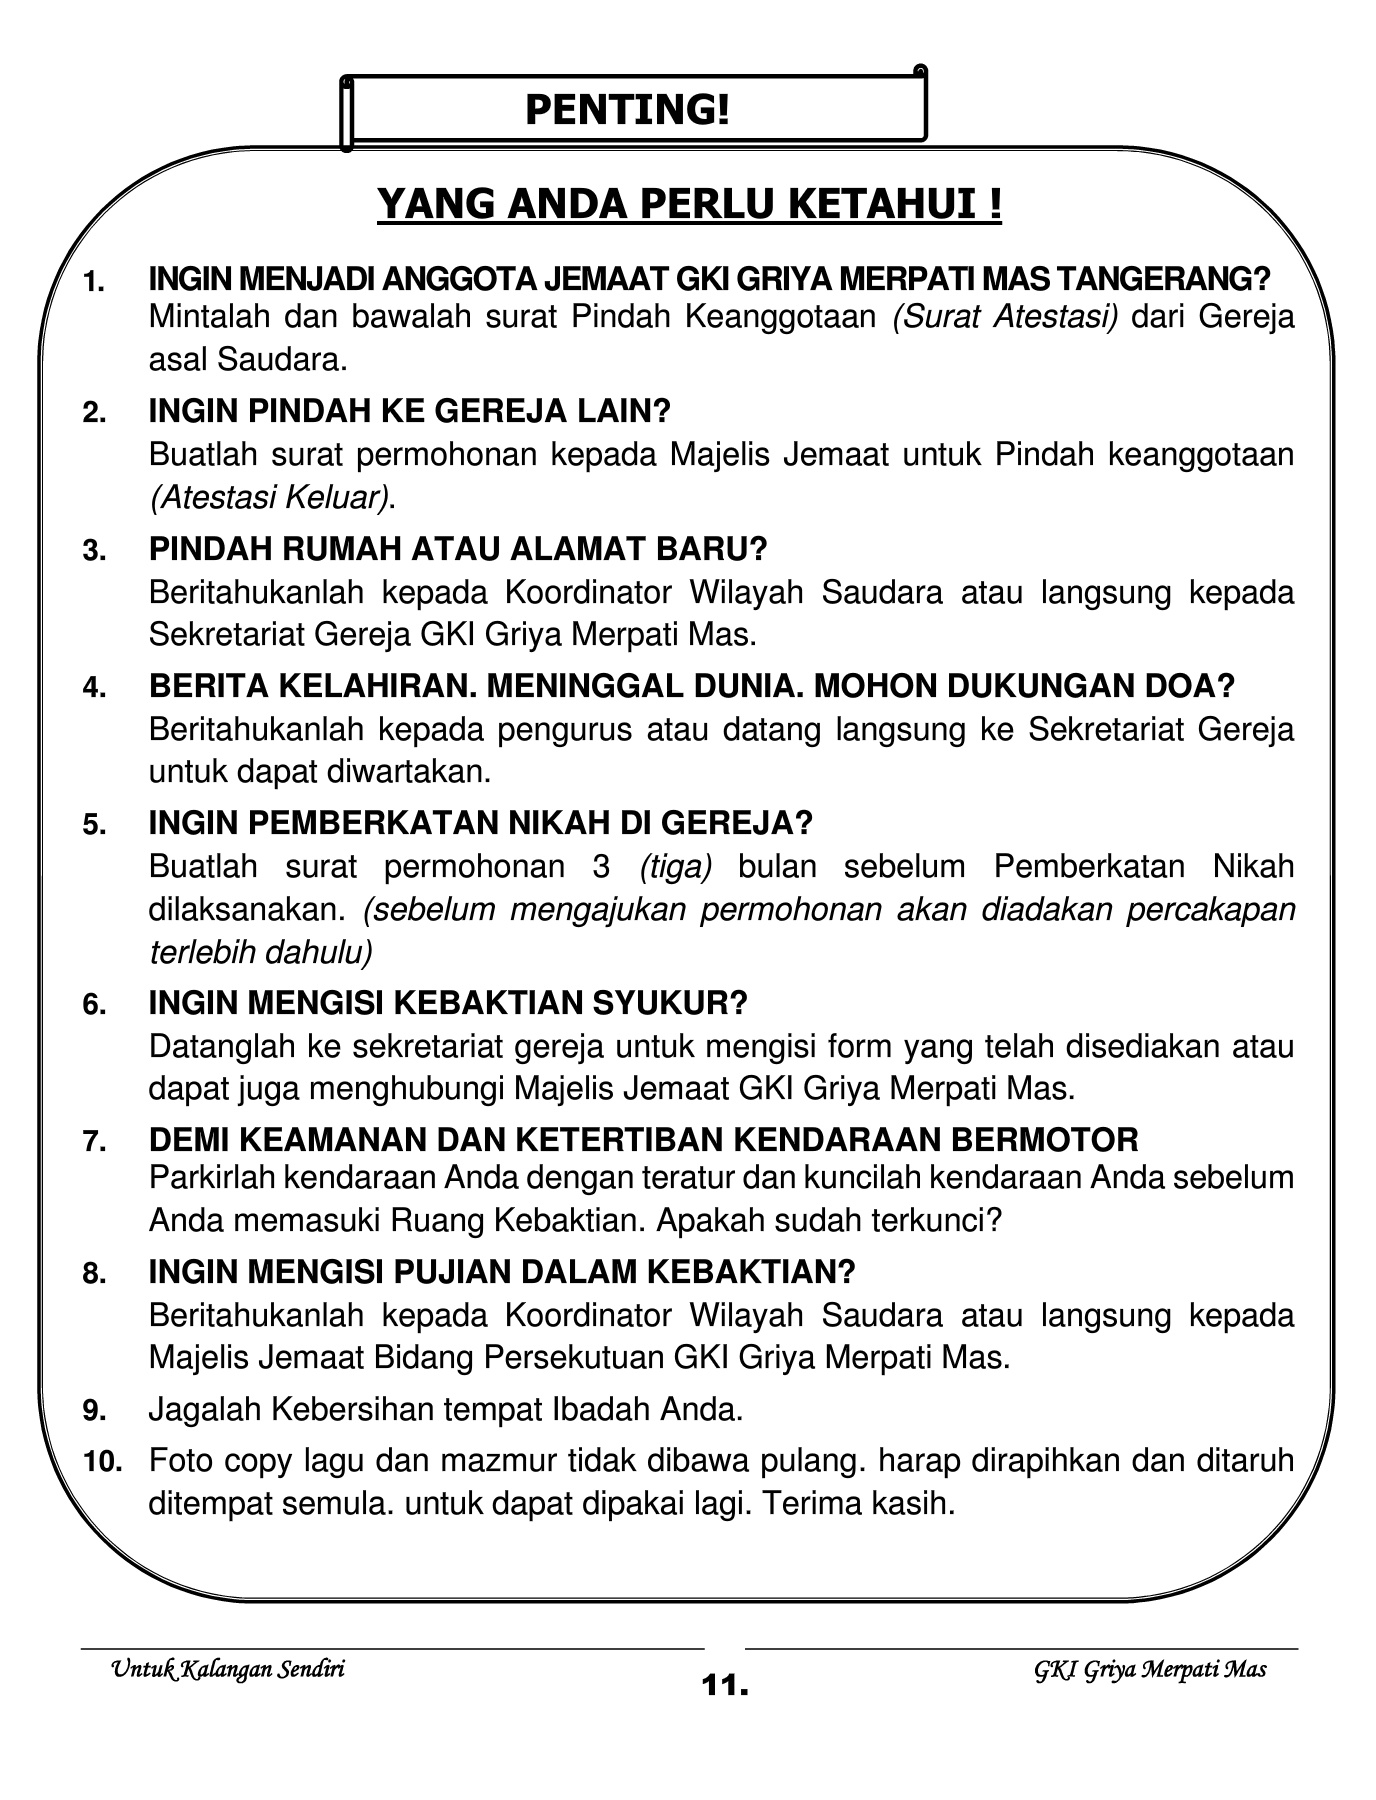 PENTING!
YANG ANDA PERLU KETAHUI !
1. INGIN MENJADI ANGGOTA JEMAAT GKI GRIYA MERPATI MAS TANGERANG?
Mintalah dan bawalah surat Pindah Keanggotaan (Surat Atestasi) dari Gereja
asal Saudara.
2. INGIN PINDAH KE GEREJA LAIN?
Buatlah surat permohonan kepada Majelis Jemaat untuk Pindah keanggotaan
(Atestasi Keluar).
3. PINDAH RUMAH ATAU ALAMAT BARU?
Beritahukanlah kepada Koordinator Wilayah Saudara atau langsung kepada
Sekretariat Gereja GKI Griya Merpati Mas.
4. BERITA KELAHIRAN. MENINGGAL DUNIA. MOHON DUKUNGAN DOA?
Beritahukanlah kepada pengurus atau datang langsung ke Sekretariat Gereja
untuk dapat diwartakan.
5. INGIN PEMBERKATAN NIKAH DI GEREJA?
Buatlah surat permohonan 3 (tiga) bulan sebelum Pemberkatan Nikah
dilaksanakan. (sebelum mengajukan permohonan akan diadakan percakapan
terlebih dahulu)
6. INGIN MENGISI KEBAKTIAN SYUKUR?
Datanglah ke sekretariat gereja untuk mengisi form yang telah disediakan atau
dapat juga menghubungi Majelis Jemaat GKI Griya Merpati Mas.
7. DEMI KEAMANAN DAN KETERTIBAN KENDARAAN BERMOTOR
Parkirlah kendaraan Anda dengan teratur dan kuncilah kendaraan Anda sebelum
Anda memasuki Ruang Kebaktian. Apakah sudah terkunci?
8. INGIN MENGISI PUJIAN DALAM KEBAKTIAN?
Beritahukanlah kepada Koordinator Wilayah Saudara atau langsung kepada
Majelis Jemaat Bidang Persekutuan GKI Griya Merpati Mas.
9. Jagalah Kebersihan tempat Ibadah Anda.
10. Foto copy lagu dan mazmur tidak dibawa pulang. harap dirapihkan dan ditaruh
ditempat semula. untuk dapat dipakai lagi. Terima kasih.
Untuk Kalangan Sendiri
11.
GKI Griya Merpati Mas